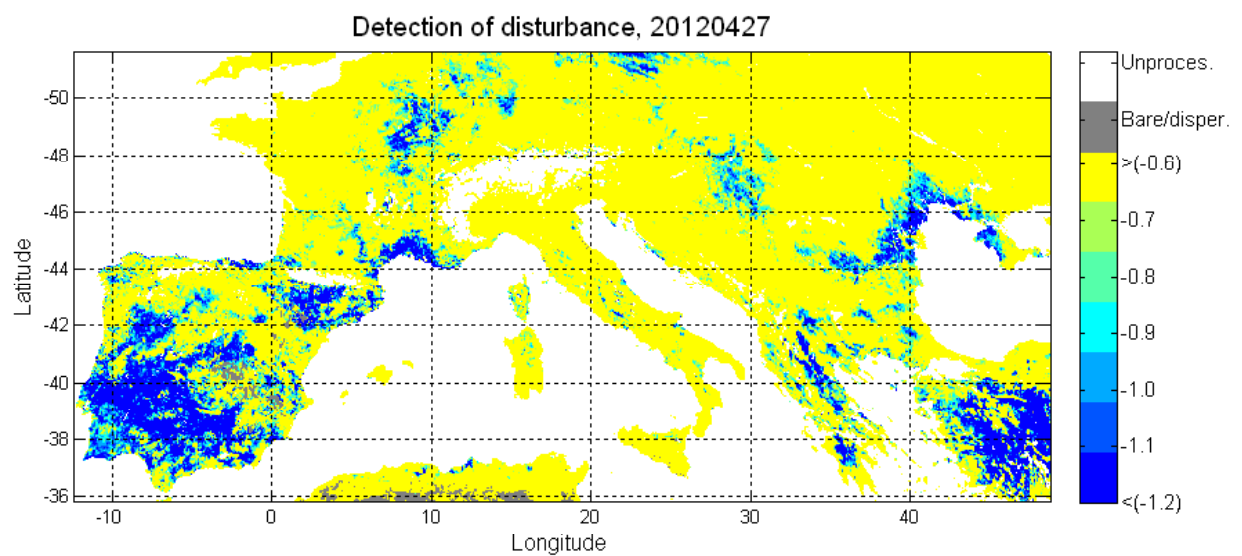 Detection of disturbance, 20120427
Unproces.
Bare/disper.
>(-0.6)
-0.7
-0.8
-0.9
-1.0
-1.1
<(-1.2)
Latitude
-50
-48
-46
-44
-42
-40
-38
-36
-10 0 10 20 30 40
Longitude